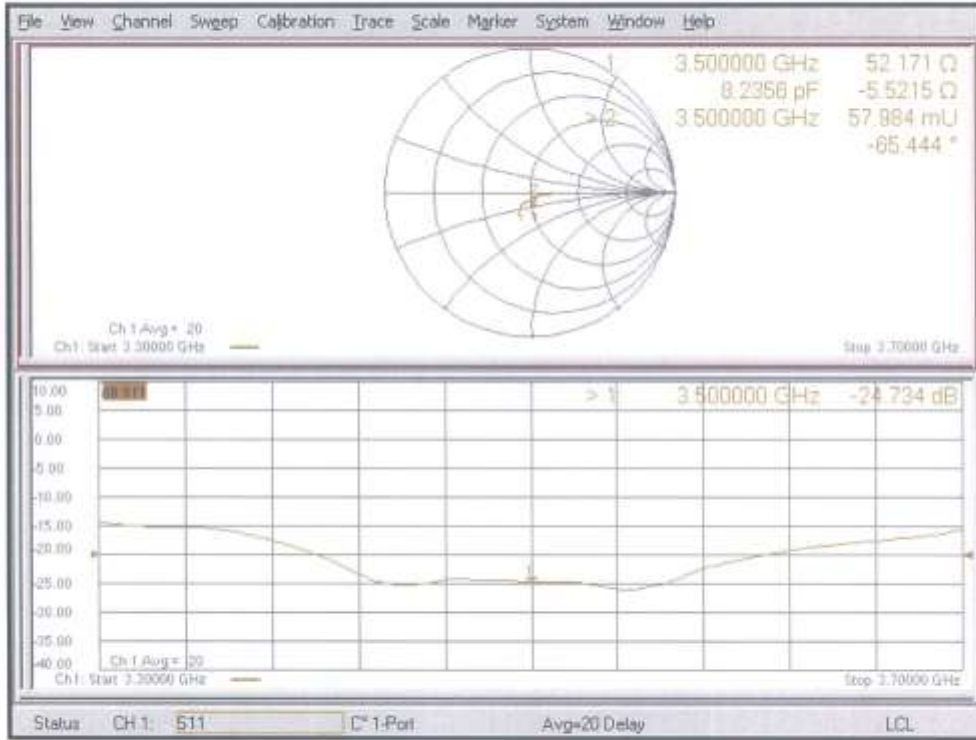 File View Channel Sweep Calibration Trace Scale Marker System Window Help
1 3.500000 GHz 52.171 Ω
8.2356 pF -5.5215 Ω
> 2 3.500000 GHz 57.984 mU
-65.444 °
Ch 1 Avg = 20
Ch1: Start 3.30000 GHz
Stop 3.70000 GHz
10.00
> 1 3.500000 GHz -24.734 dB
5.00
0.00
-5.00
-10.00
-15.00
-20.00
1
-25.00
-30.00
-35.00
-40.00
Ch 1 Avg = 20
Ch1: Start 3.30000 GHz
Stop 3.70000 GHz
Status CH 1: S11 C* 1-Port Avg=20 Delay LCL